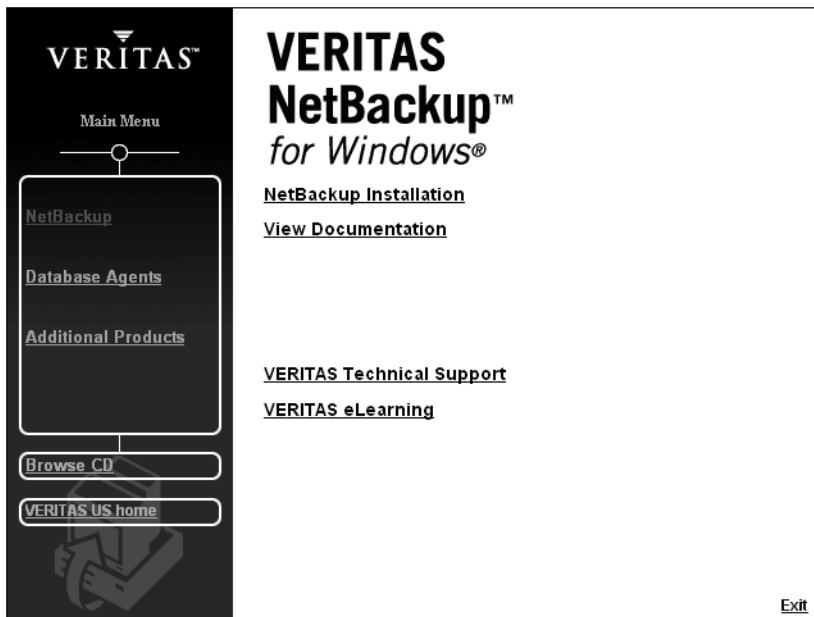 VERITAS™
Main Menu
NetBackup
Database Agents
Additional Products
Browse CD
VERITAS US home
VERITAS
NetBackup™
for Windows®
NetBackup Installation
View Documentation
VERITAS Technical Support
VERITAS eLearning
Exit